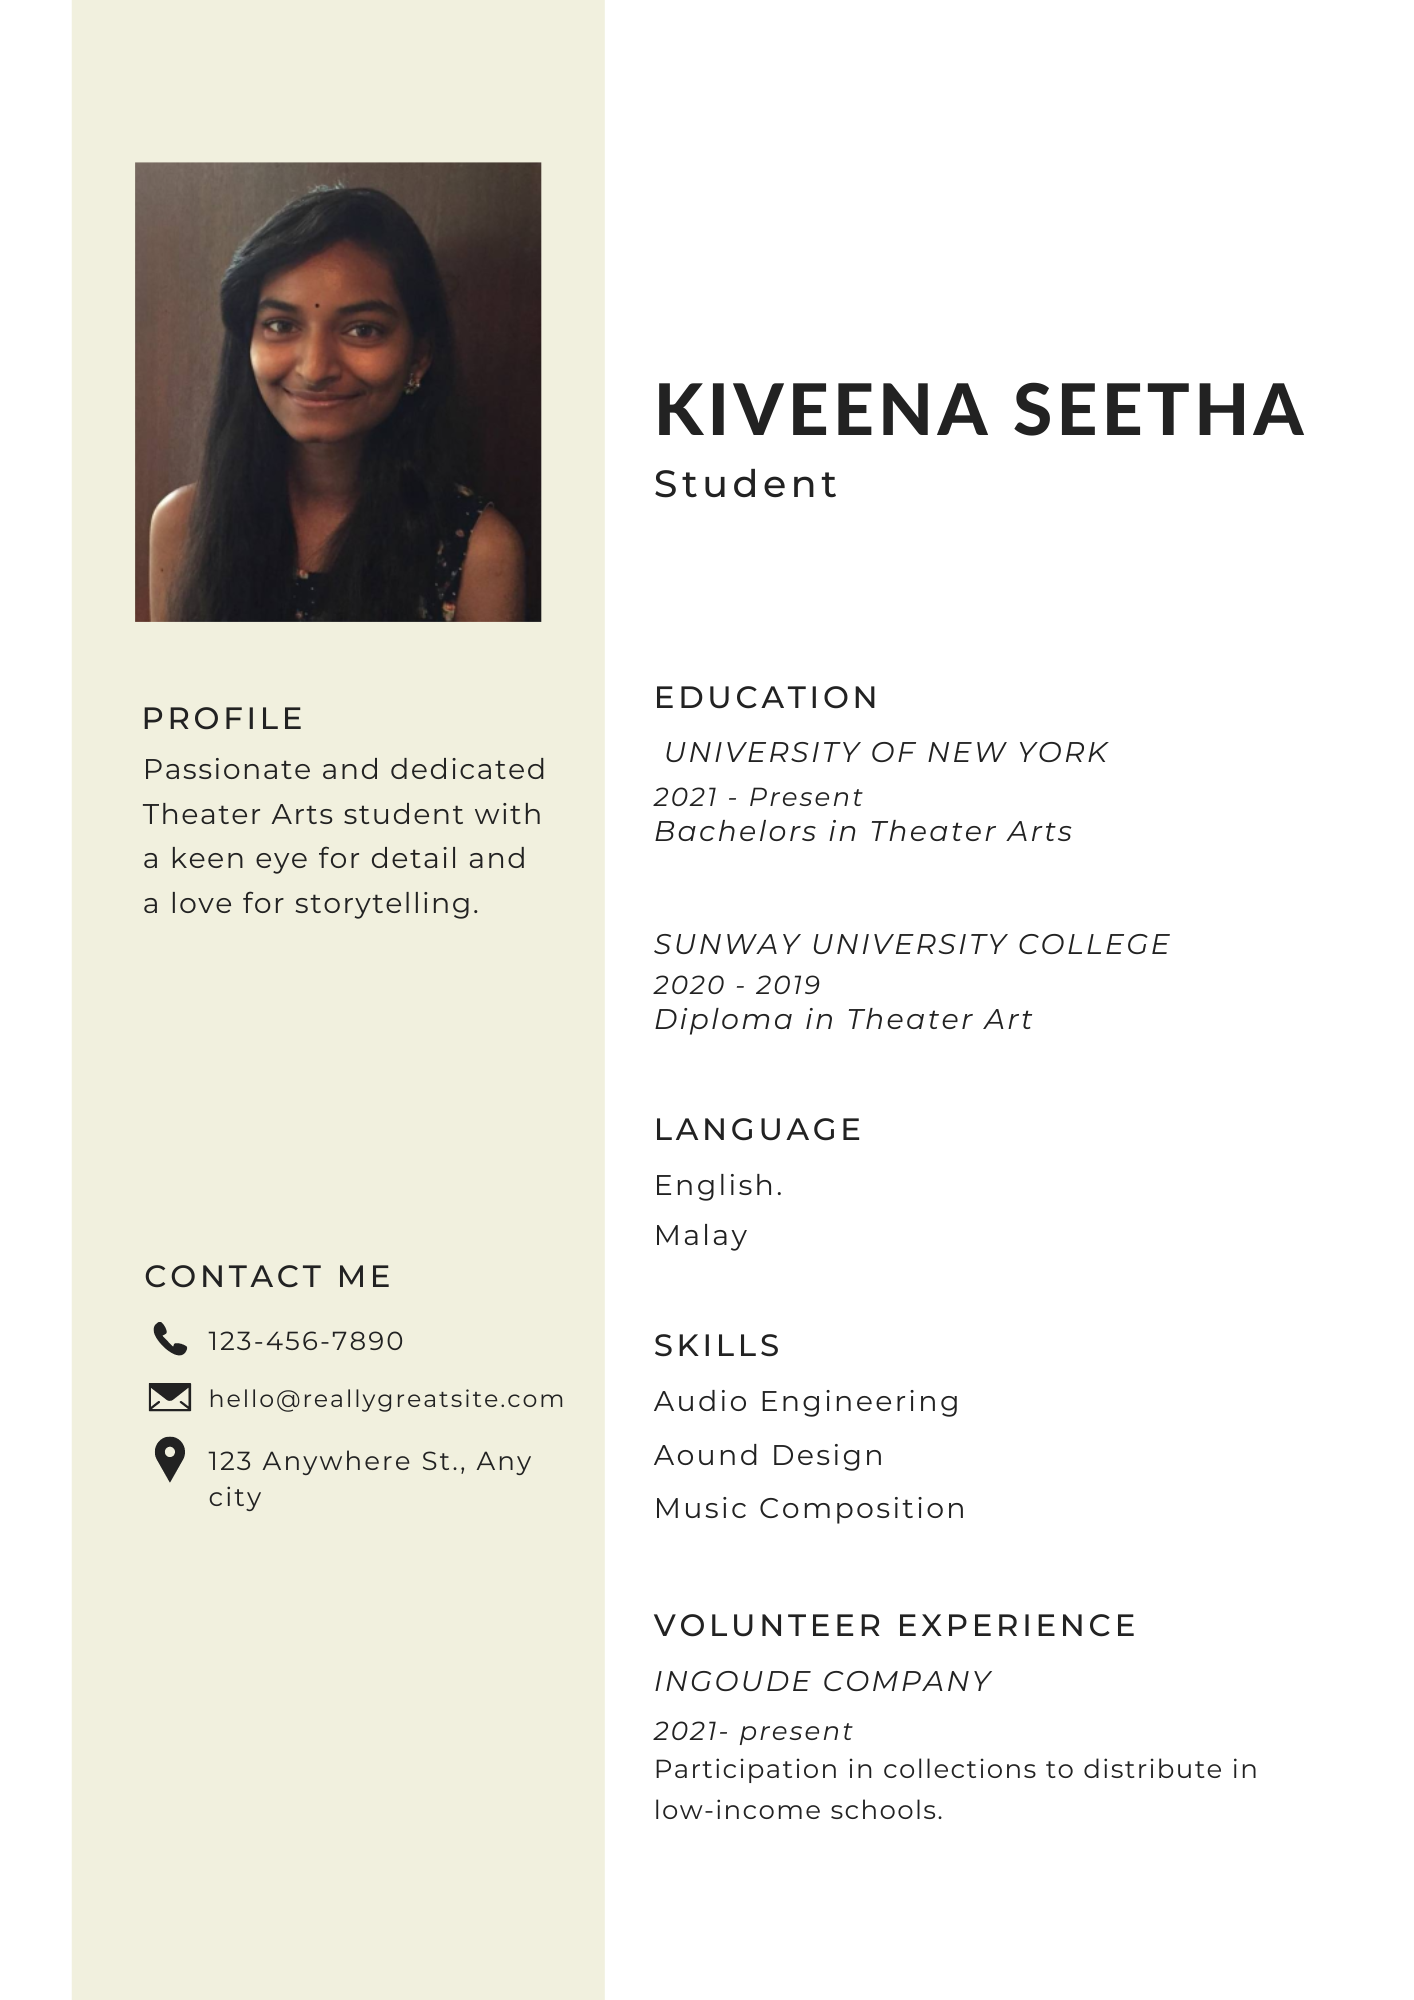 KIVEENA SEETHA
Student
PROFILE
Passionate and dedicated
Theater Arts student with
a keen eye for detail and
a love for storytelling.
CONTACT ME
123-456-7890
hello@reallygreatsite.com
123 Anywhere St., Any
city
EDUCATION
UNIVERSITY OF NEW YORK
2021 - Present
Bachelors in Theater Arts
SUNWAY UNIVERSITY COLLEGE
2020 - 2019
Diploma in Theater Art
LANGUAGE
English.
Malay
SKILLS
Audio Engineering
Aound Design
Music Composition
VOLUNTEER EXPERIENCE
INGOUDE COMPANY
2021- present
Participation in collections to distribute in
low-income schools.